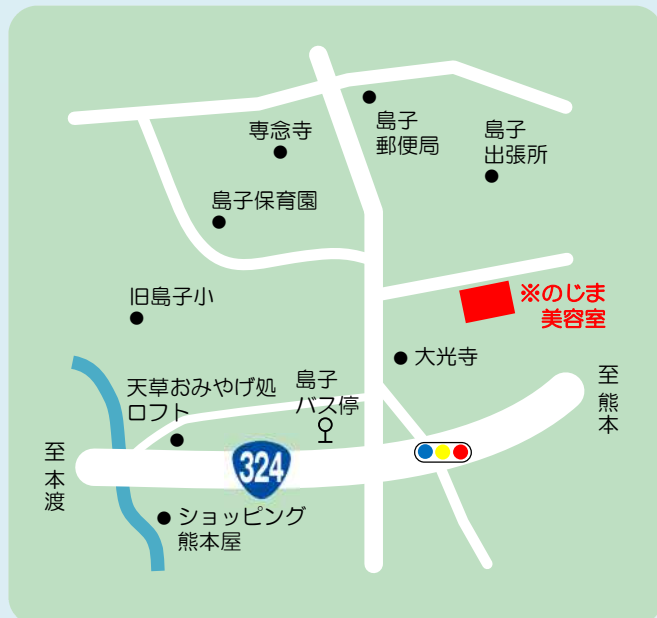 専念寺
島子
郵便局
島子
出張所
島子保育園
旧島子小
※のじま
美容室
大光寺
天草おみやげ処
ロフト
島子
バス停
至熊本
至本渡
324
ショッピング
熊本屋